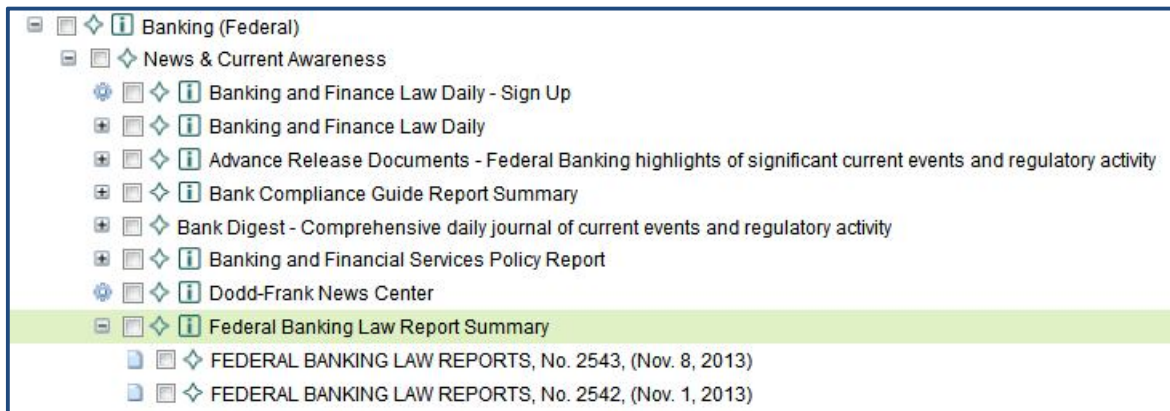 Banking (Federal)
News & Current Awareness
Banking and Finance Law Daily - Sign Up
Banking and Finance Law Daily
Advance Release Documents - Federal Banking highlights of significant current events and regulatory activity
Bank Compliance Guide Report Summary
Bank Digest - Comprehensive daily journal of current events and regulatory activity
Banking and Financial Services Policy Report
Dodd-Frank News Center
Federal Banking Law Report Summary
FEDERAL BANKING LAW REPORTS, No. 2543, (Nov. 8, 2013)
FEDERAL BANKING LAW REPORTS, No. 2542, (Nov. 1, 2013)